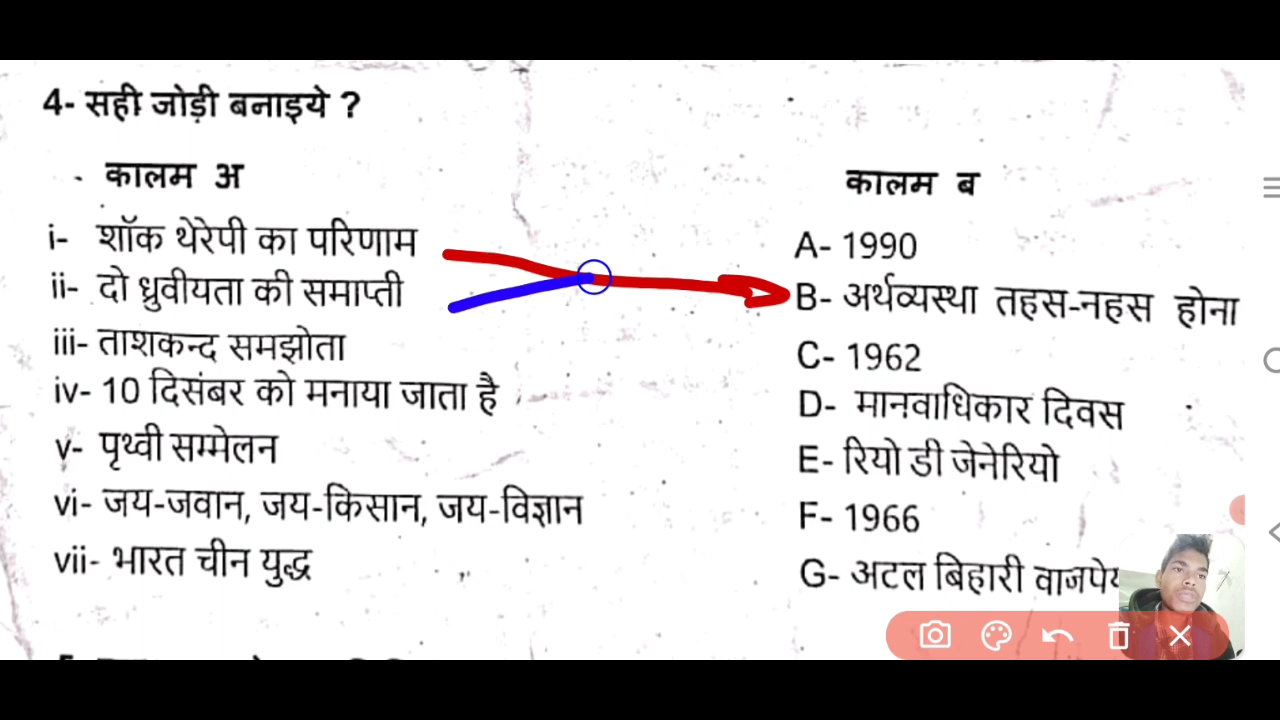 4- सही जोड़ी बनाइये ?
कालम अ
कालम ब
i- शॉक थेरेपी का परिणाम
A- 1990
ii- दो ध्रुवीयता की समाप्ती
B- अर्थव्यस्था तहस-नहस होना
iii- ताशकन्द समझोता
C- 1962
iv- 10 दिसंबर को मनाया जाता है
D- मानवाधिकार दिवस
v- पृथ्वी सम्मेलन
E- रियो डी जेनेरियो
vi- जय-जवान, जय-किसान, जय-विज्ञान
F- 1966
vii- भारत चीन युद्ध
G- अटल बिहारी